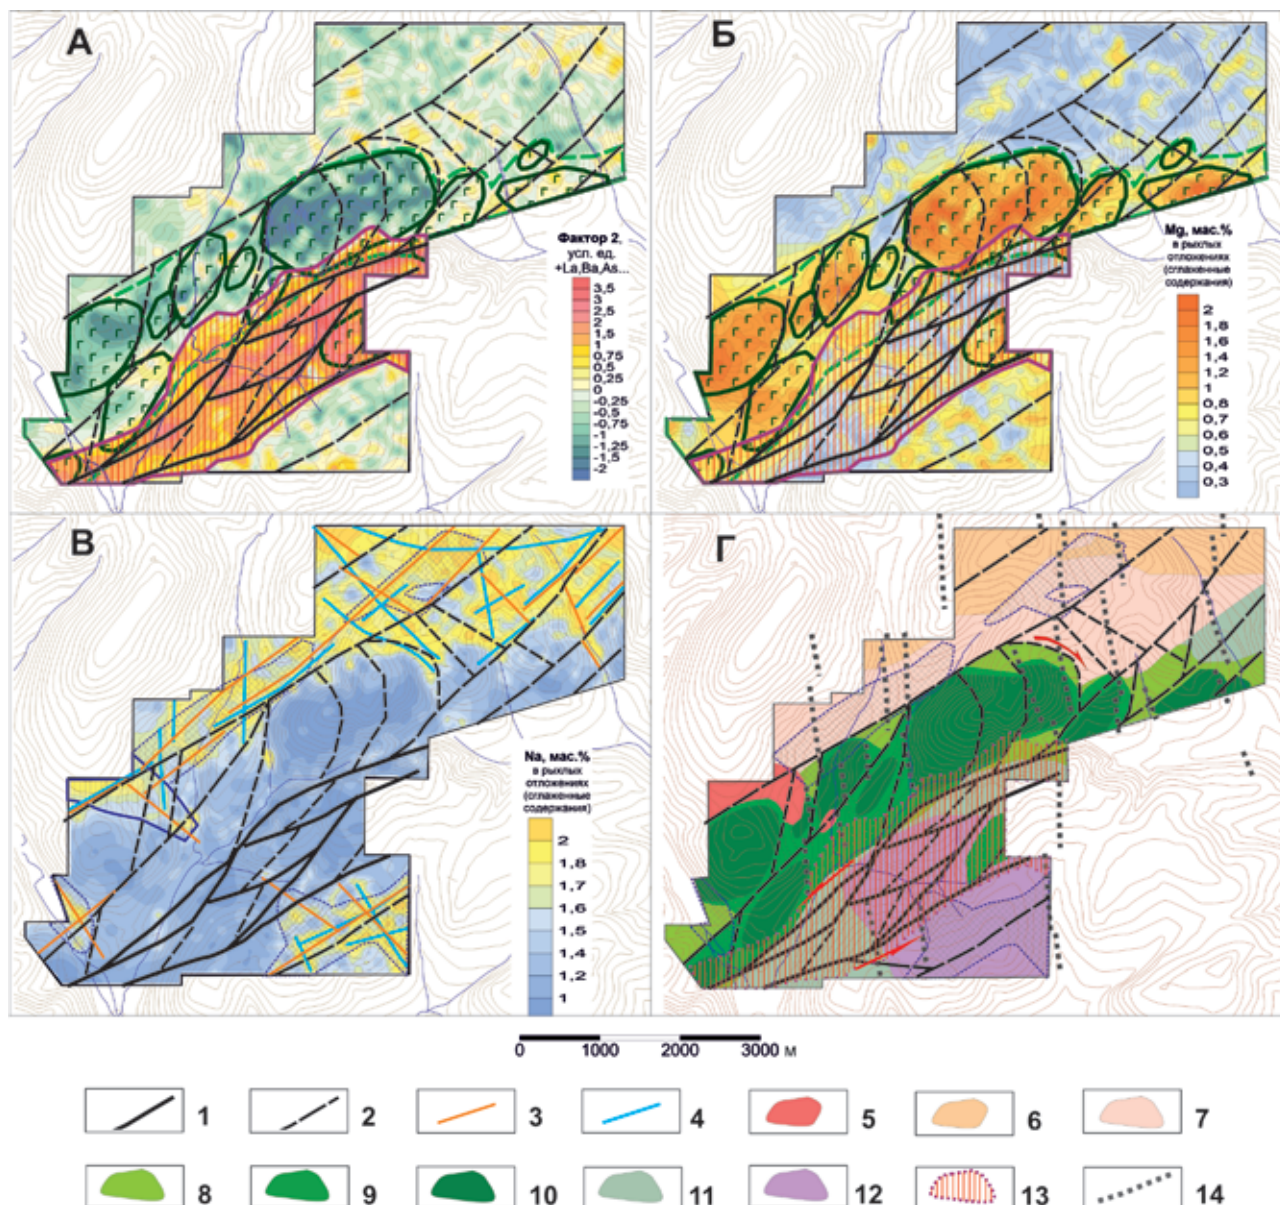 А
Фактор 2,
усл. ед.
+La,Ba,As...
3,5
3
2,5
2
1,5
1
0,75
0,5
0,25
0
-0,25
-0,5
-0,75
-1
-1,25
-1,5
-2
Б
Mg, мас.%
в рыхлых
отложениях
(сглаженные
содержания)
2
1,8
1,6
1,4
1,2
1
0,8
0,7
0,6
0,5
0,4
0,3
В
Na, мас.%
в рыхлых
отложениях
(сглаженные
содержания)
2
1,8
1,7
1,6
1,5
1,4
1,2
1
Г
0 1000 2000 3000 м
1 2 3 4 5 6 7
8 9 10 11 12 13 14